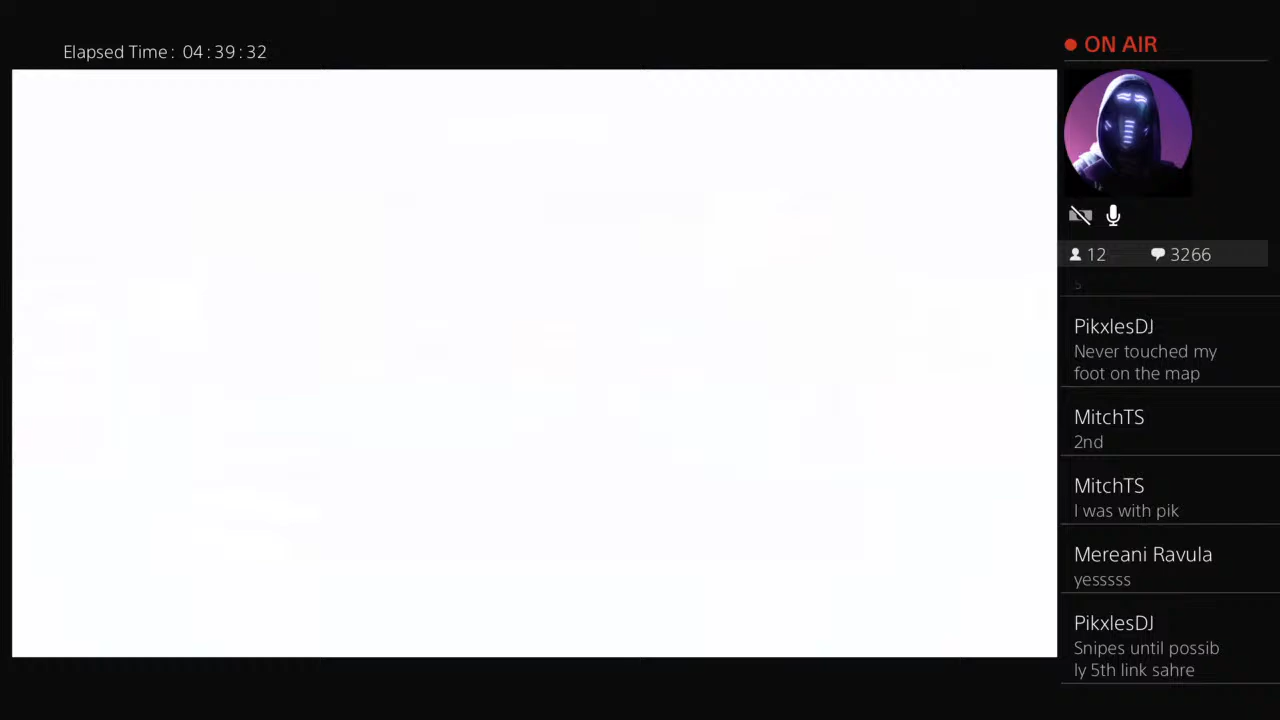 Elapsed Time: 04:39:32
ON AIR
12 3266
s
PikxlesDJ
Never touched my
foot on the map
MitchTS
2nd
MitchTS
I was with pik
Mereani Ravula
yesssss
PikxlesDJ
Snipes until possib
ly 5th link sahre